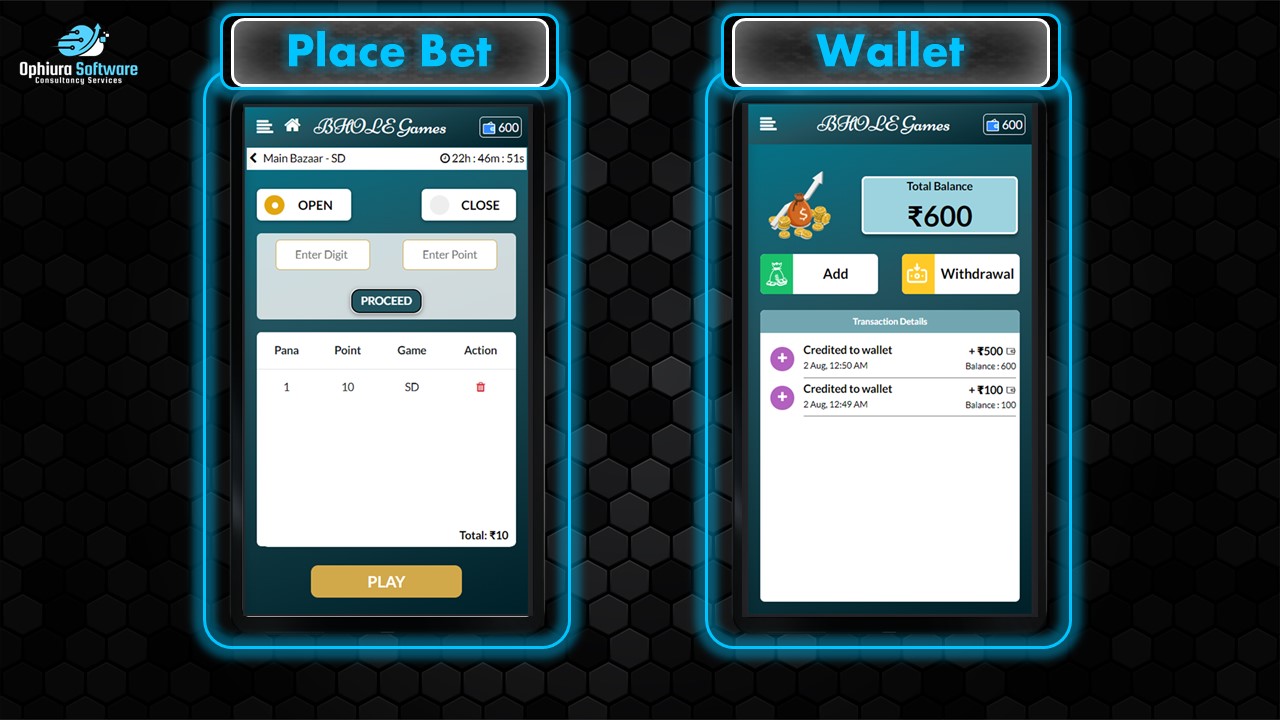 Ophiura Software
Consultancy Services
Place Bet
BHOLE Games
600
Main Bazaar - SD
22h : 46m : 51s
OPEN
CLOSE
Enter Digit
Enter Point
PROCEED
Pana Point Game Action
1 10 SD
Total: ₹10
PLAY
Wallet
BHOLE Games
600
Total Balance
₹600
Add
Withdrawal
Transaction Details
Credited to wallet + ₹500
2 Aug, 12:50 AM Balance : 600
Credited to wallet + ₹100
2 Aug, 12:49 AM Balance : 100